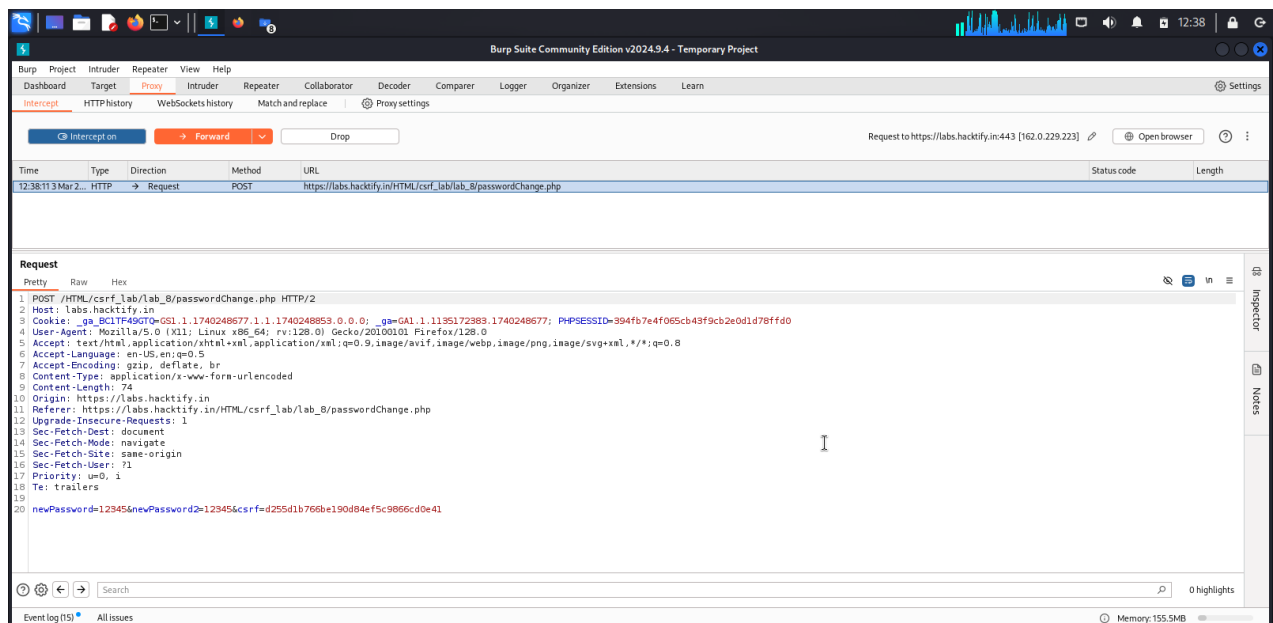 8
12:38
Burp Suite Community Edition v2024.9.4 - Temporary Project
Burp Project Intruder Repeater View Help
Dashboard Target Proxy Intruder Repeater Collaborator Decoder Comparer Logger Organizer Extensions Learn Settings
Intercept HTTP history WebSockets history Match and replace Proxy settings
Intercept on → Forward Drop Request to https://labs.hacktify.in:443 [162.0.229.223] Open browser
Time Type Direction Method URL Status code Length
12:38:11 3 Mar 2... HTTP → Request POST https://labs.hacktify.in/HTML/csrf_lab/lab_8/passwordChange.php
Request
Pretty Raw Hex \n
Inspector
Notes
1 POST /HTML/csrf_lab/lab_8/passwordChange.php HTTP/2
2 Host: labs.hacktify.in
3 Cookie: _ga_BC1TF49GTQ=GS1.1.1740248677.1.1.1740248853.0.0.0; _ga=GA1.1.1135172383.1740248677; PHPSESSID=394fb7e4f065cb43f9cb2e0d1d78ffd0
4 User-Agent: Mozilla/5.0 (X11; Linux x86_64; rv:128.0) Gecko/20100101 Firefox/128.0
5 Accept: text/html,application/xhtml+xml,application/xml;q=0.9,image/avif,image/webp,image/png,image/svg+xml,*/*;q=0.8
6 Accept-Language: en-US,en;q=0.5
7 Accept-Encoding: gzip, deflate, br
8 Content-Type: application/x-www-form-urlencoded
9 Content-Length: 74
10 Origin: https://labs.hacktify.in
11 Referer: https://labs.hacktify.in/HTML/csrf_lab/lab_8/passwordChange.php
12 Upgrade-Insecure-Requests: 1
13 Sec-Fetch-Dest: document
14 Sec-Fetch-Mode: navigate
15 Sec-Fetch-Site: same-origin
16 Sec-Fetch-User: ?1
17 Priority: u=0, i
18 Te: trailers
19
20 newPassword=12345&newPassword2=12345&csrf=d255d1b766be190d84ef5c9866cd0e41
Search 0 highlights
Event log (15) All issues Memory: 155.5MB